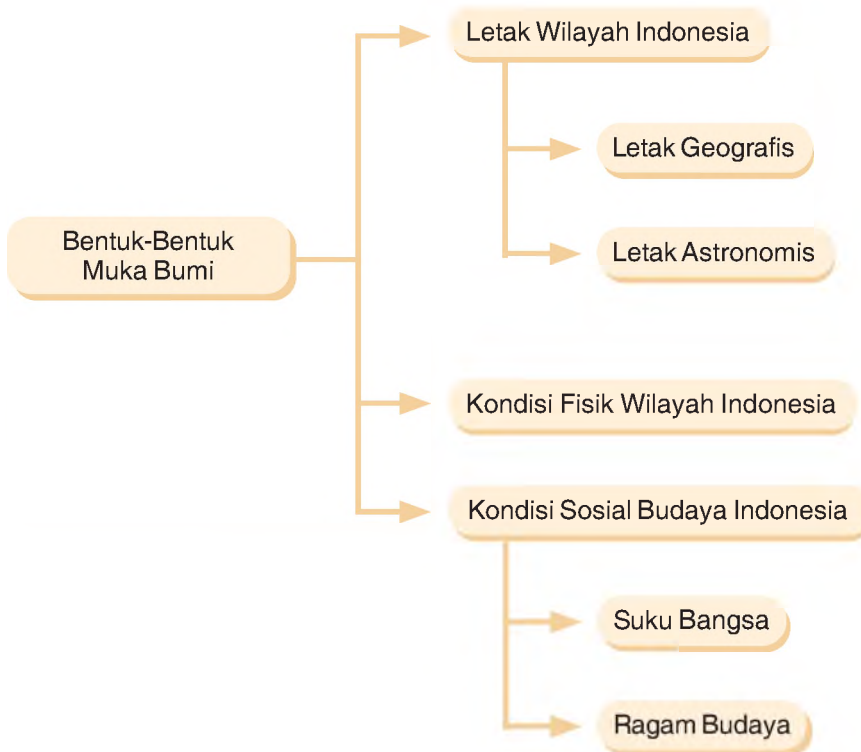 Letak Wilayah Indonesia
Letak Geografis
Bentuk-Bentuk
Muka Bumi
Letak Astronomis
Kondisi Fisik Wilayah Indonesia
Kondisi Sosial Budaya Indonesia
Suku Bangsa
Ragam Budaya